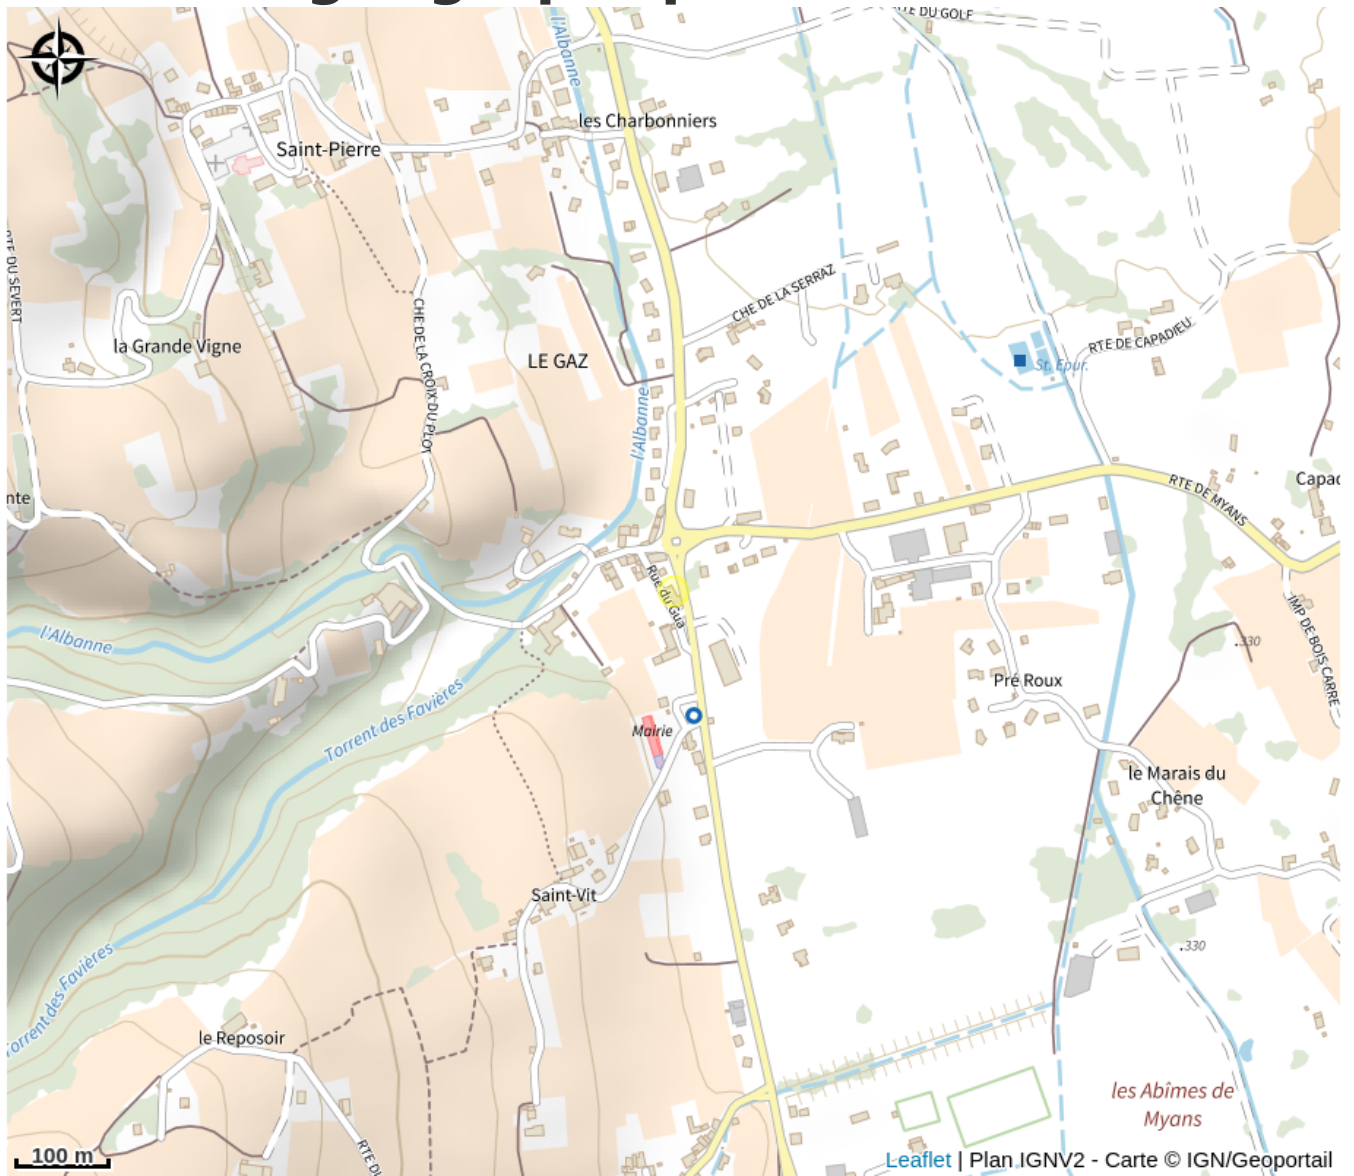 RTE DU GOLF
l'Albanne
les Charbonniers
Saint-Pierre
RTE DU SEVERT
CHE DE LA SERRAZ
la Grande Vigne
CHE DE LA CROIX DU PLOT
LE GAZ
RTE DE CAPADIEU
St. Epur.
l'Albanne
RTE DE MYANS
Capac
nte
Rue du Gua
IMP DE BOIS CARRE
l'Albanne
330
Pré Roux
Torrent des Favières
Mairie
le Marais du
Chêne
Saint-Vit
330
Torrent des Favières
le Reposoir
les Abîmes de
Myans
RTE DU
100 m
Leaflet | Plan IGNV2 - Carte © IGN/Geoportail